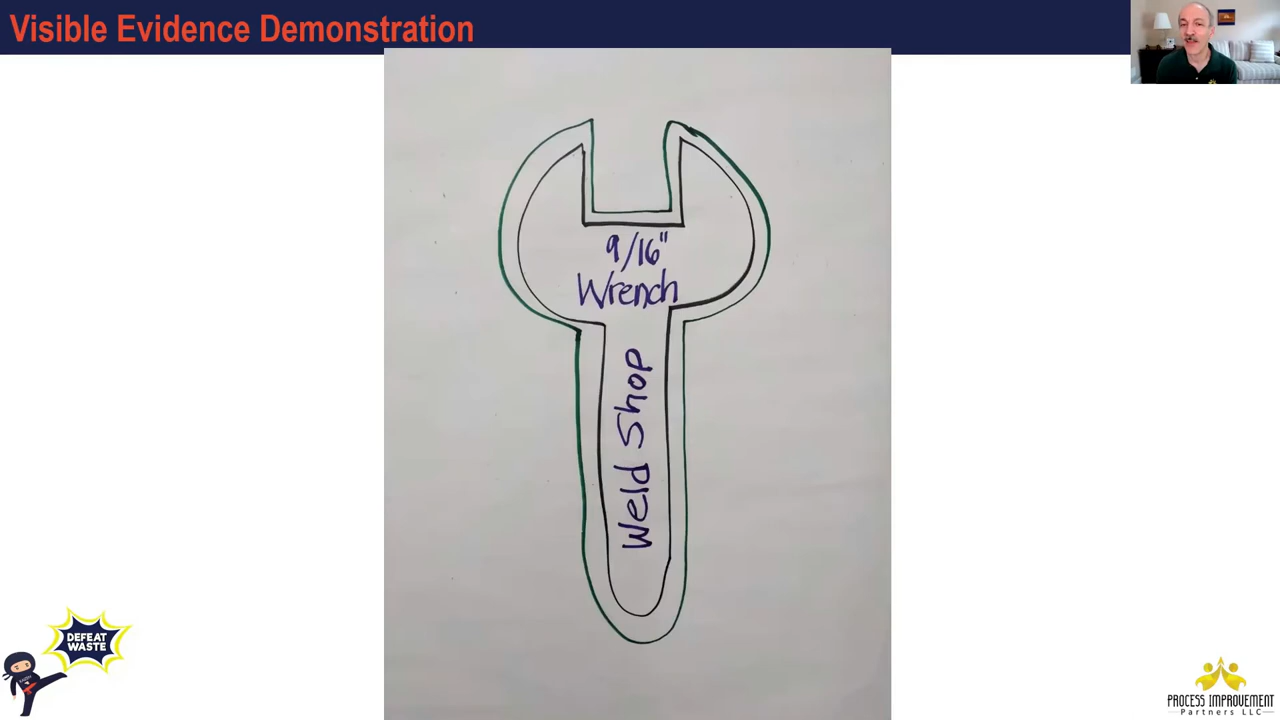 Visible Evidence Demonstration
9/16"
Wrench
Weld Shop
DEFEAT
WASTE
PROCESS IMPROVEMENT
Partners LLC